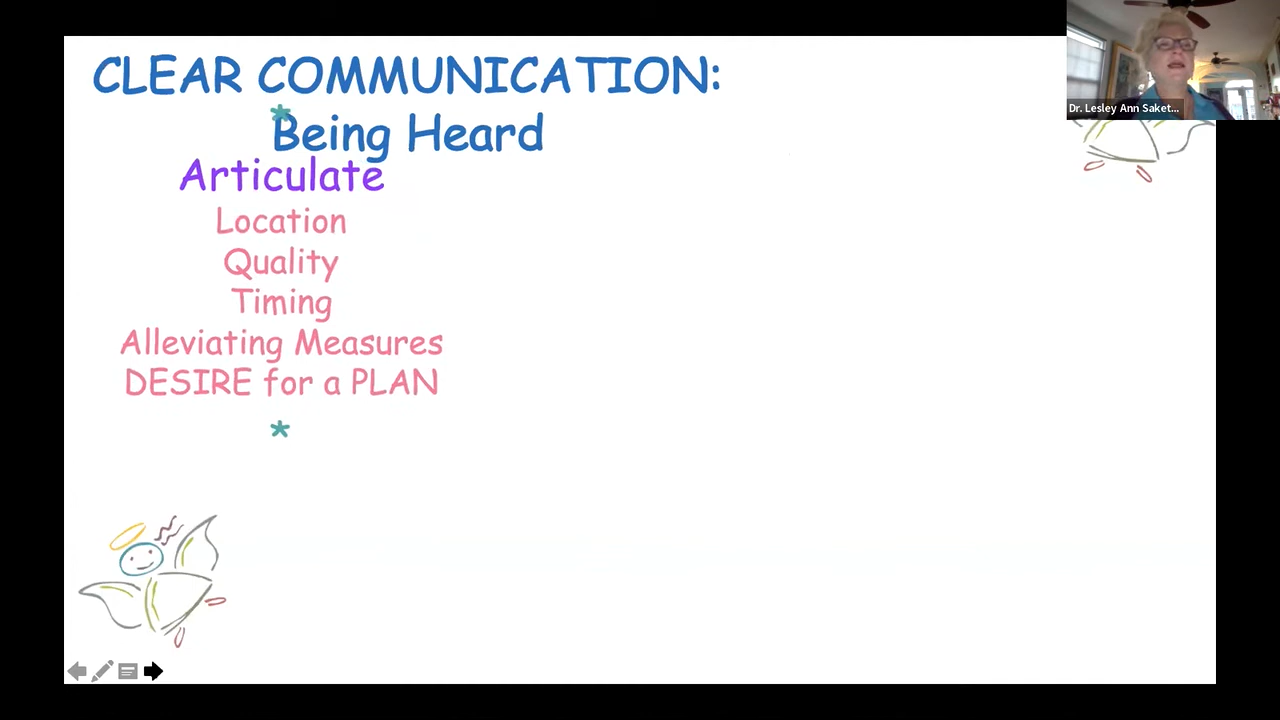 CLEAR COMMUNICATION:
*
Being Heard
Articulate
Location
Quality
Timing
Alleviating Measures
DESIRE for a PLAN
*
Dr. Lesley Ann Saket...